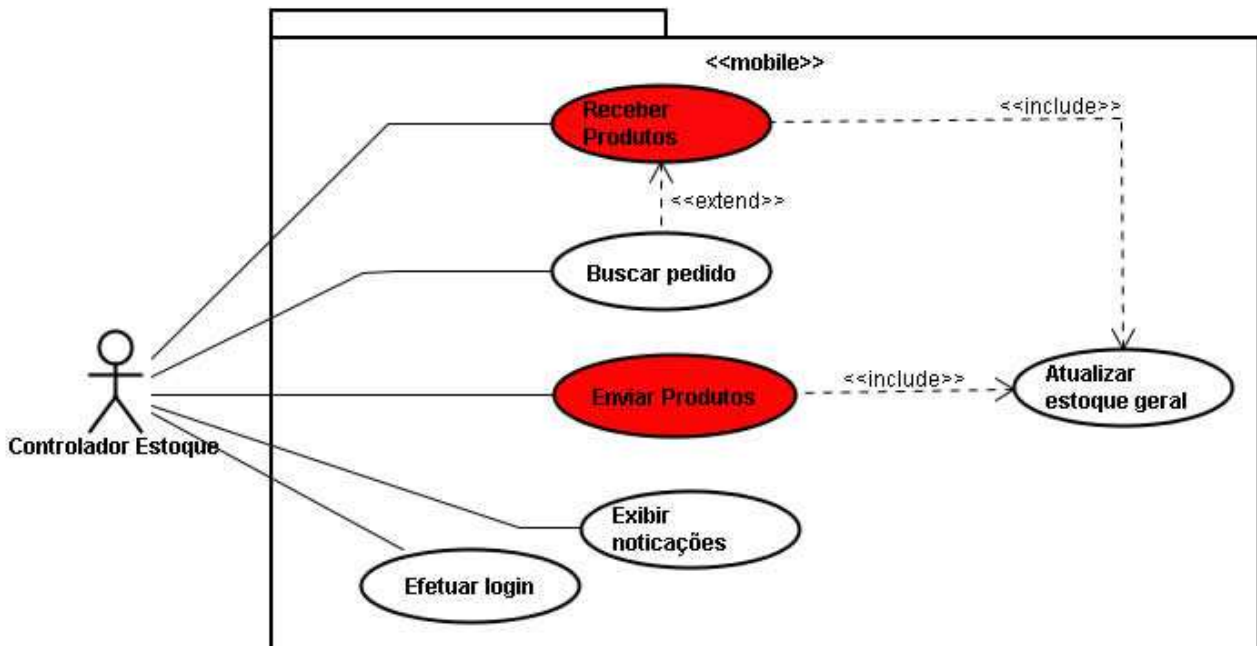 <<mobile>>
Receber
Produtos
<<include>>
<<extend>>
Buscar pedido
Enviar Produtos
<<include>>
Atualizar
estoque geral
Controlador Estoque
Exibir
noticações
Efetuar login